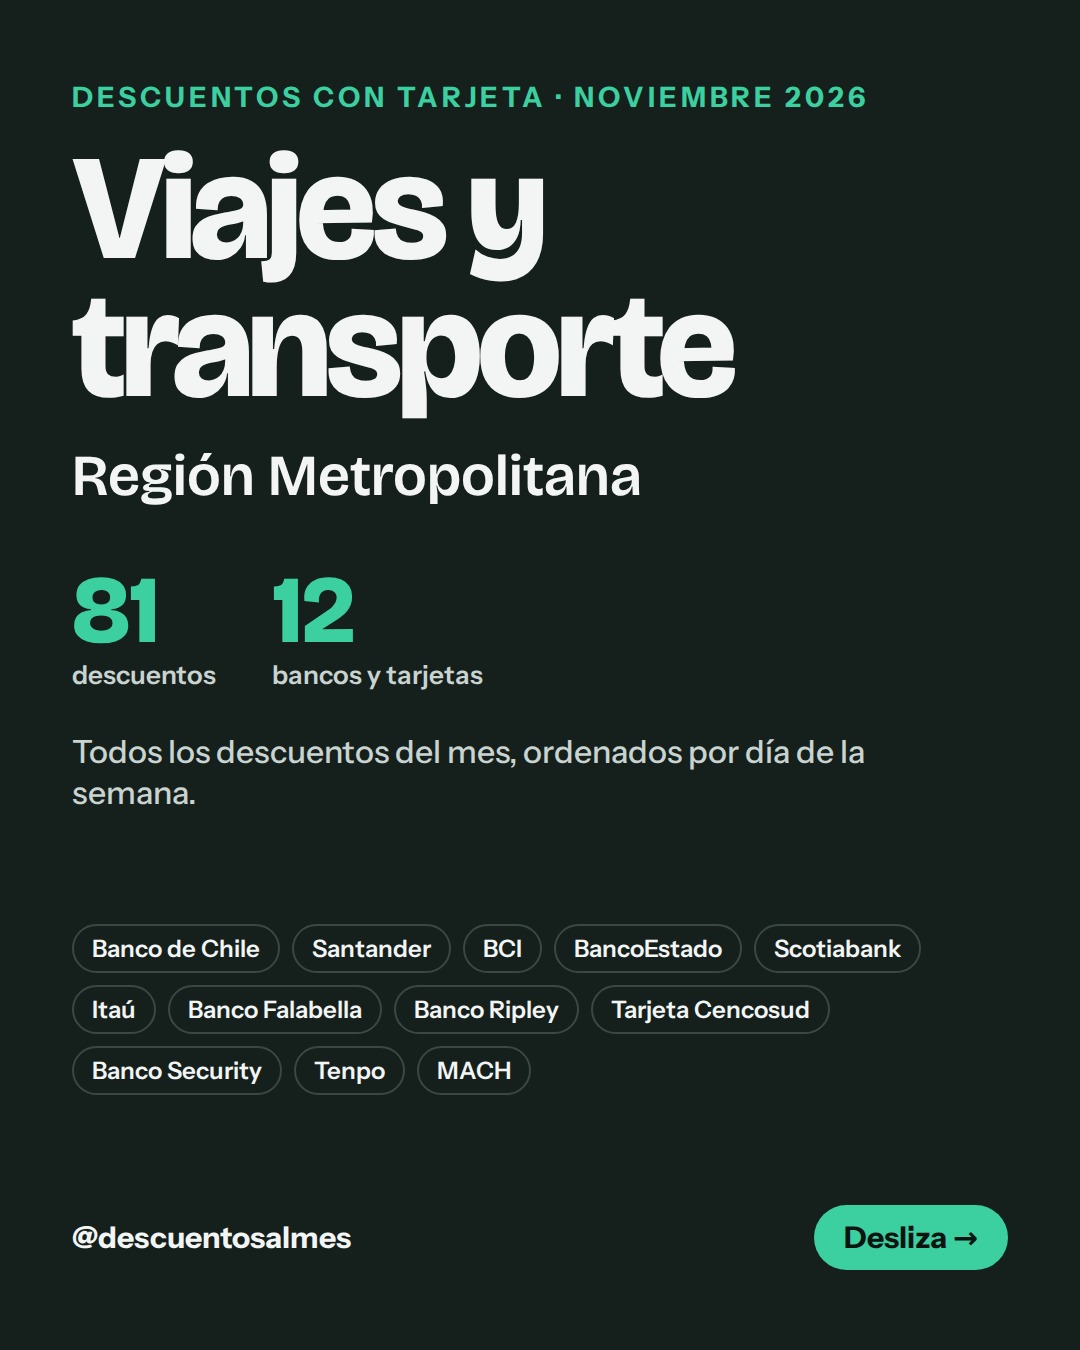 DESCUENTOS CON TARJETA · NOVIEMBRE 2026
Viajes y
transporte
Región Metropolitana
81 12
descuentos bancos y tarjetas
Todos los descuentos del mes, ordenados por día de la
semana.
Banco de Chile Santander BCI BancoEstado Scotiabank
Itaú Banco Falabella Banco Ripley Tarjeta Cencosud
Banco Security Tenpo MACH
@descuentosalmes Desliza →